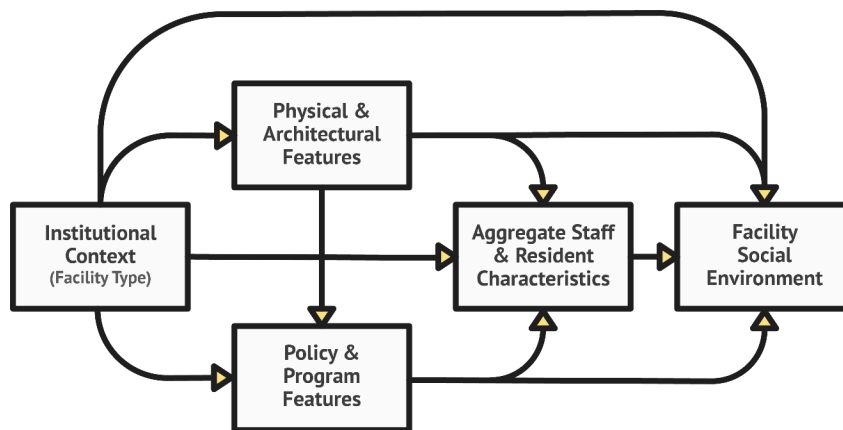 Physical &
Architectural
Features
Institutional
Context
(Facility Type)
Aggregate Staff
& Resident
Characteristics
Facility
Social
Environment
Policy &
Program
Features